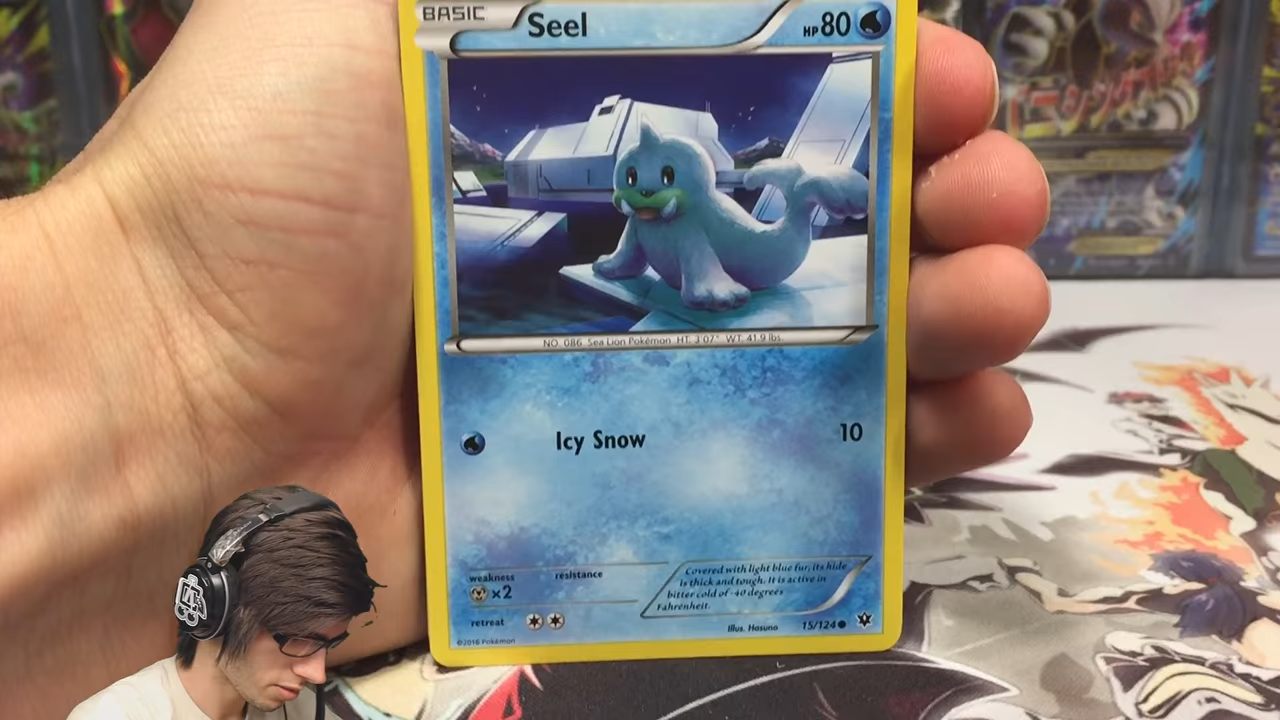 BASIC Seel HP80
NO. 086 Sea Lion Pokémon HT. 3'07" WT. 41.9 lbs.
Icy Snow 10
weakness resistance
×2
retreat
Covered with light blue fur, its hide
is thick and tough. It is active in
bitter cold of -40 degrees
Fahrenheit.
Illus. Hasuno 15/124
©2016 Pokémon